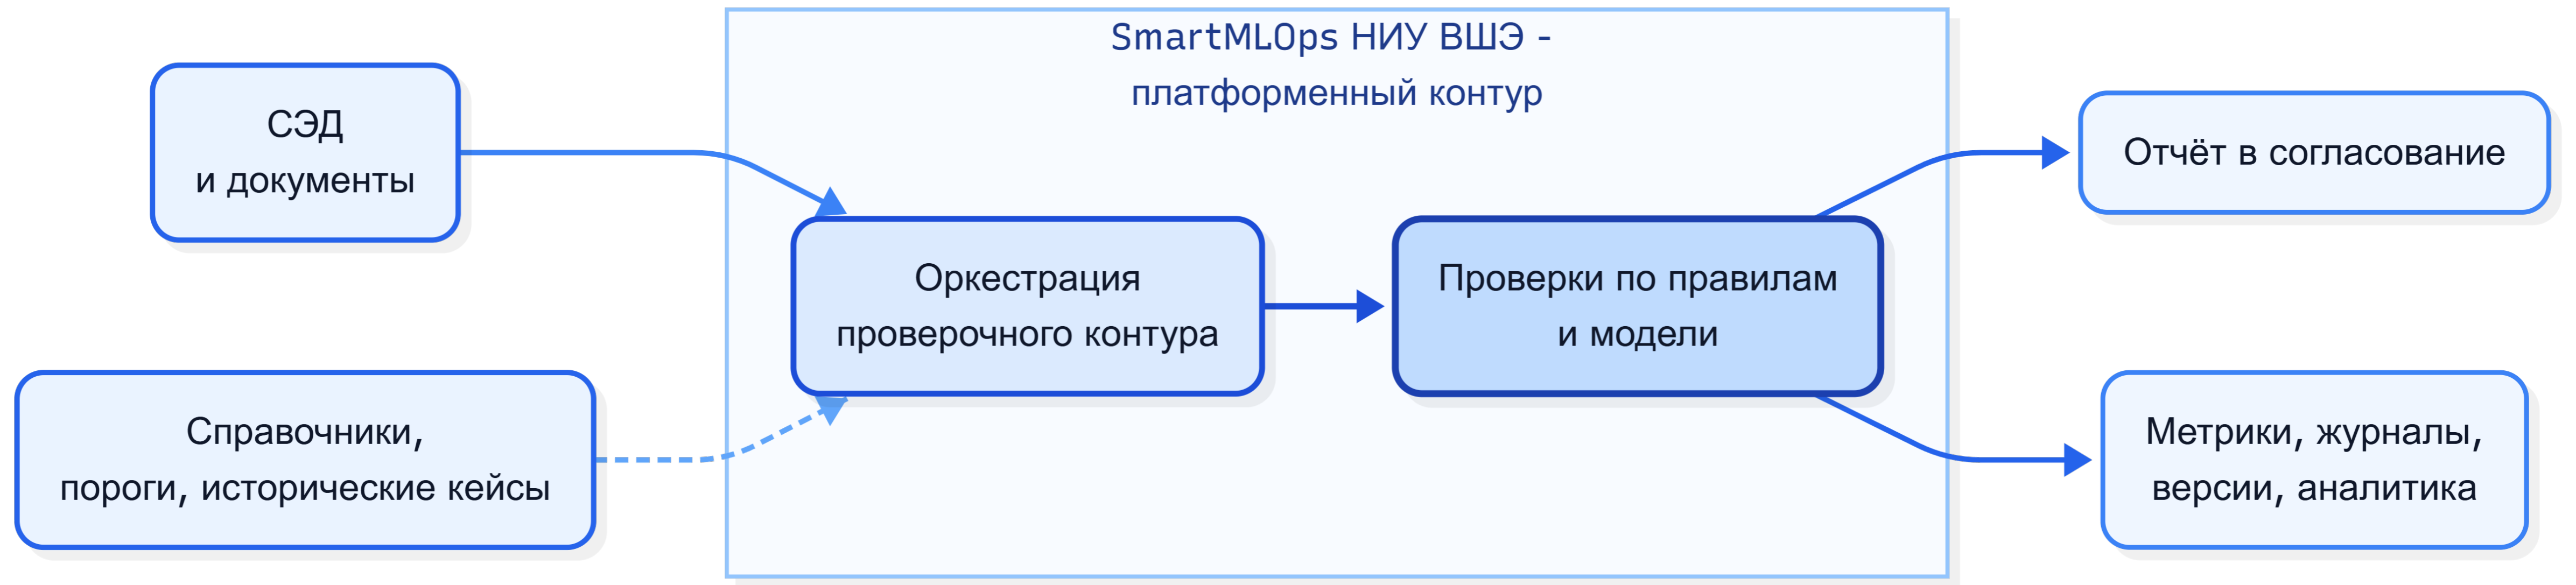 SmartMLOps НИУ ВШЭ -
платформенный контур
СЭД
и документы
Справочники,
пороги, исторические кейсы
Оркестрация
проверочного контура
Проверки по правилам
и модели
Отчёт в согласование
Метрики, журналы,
версии, аналитика